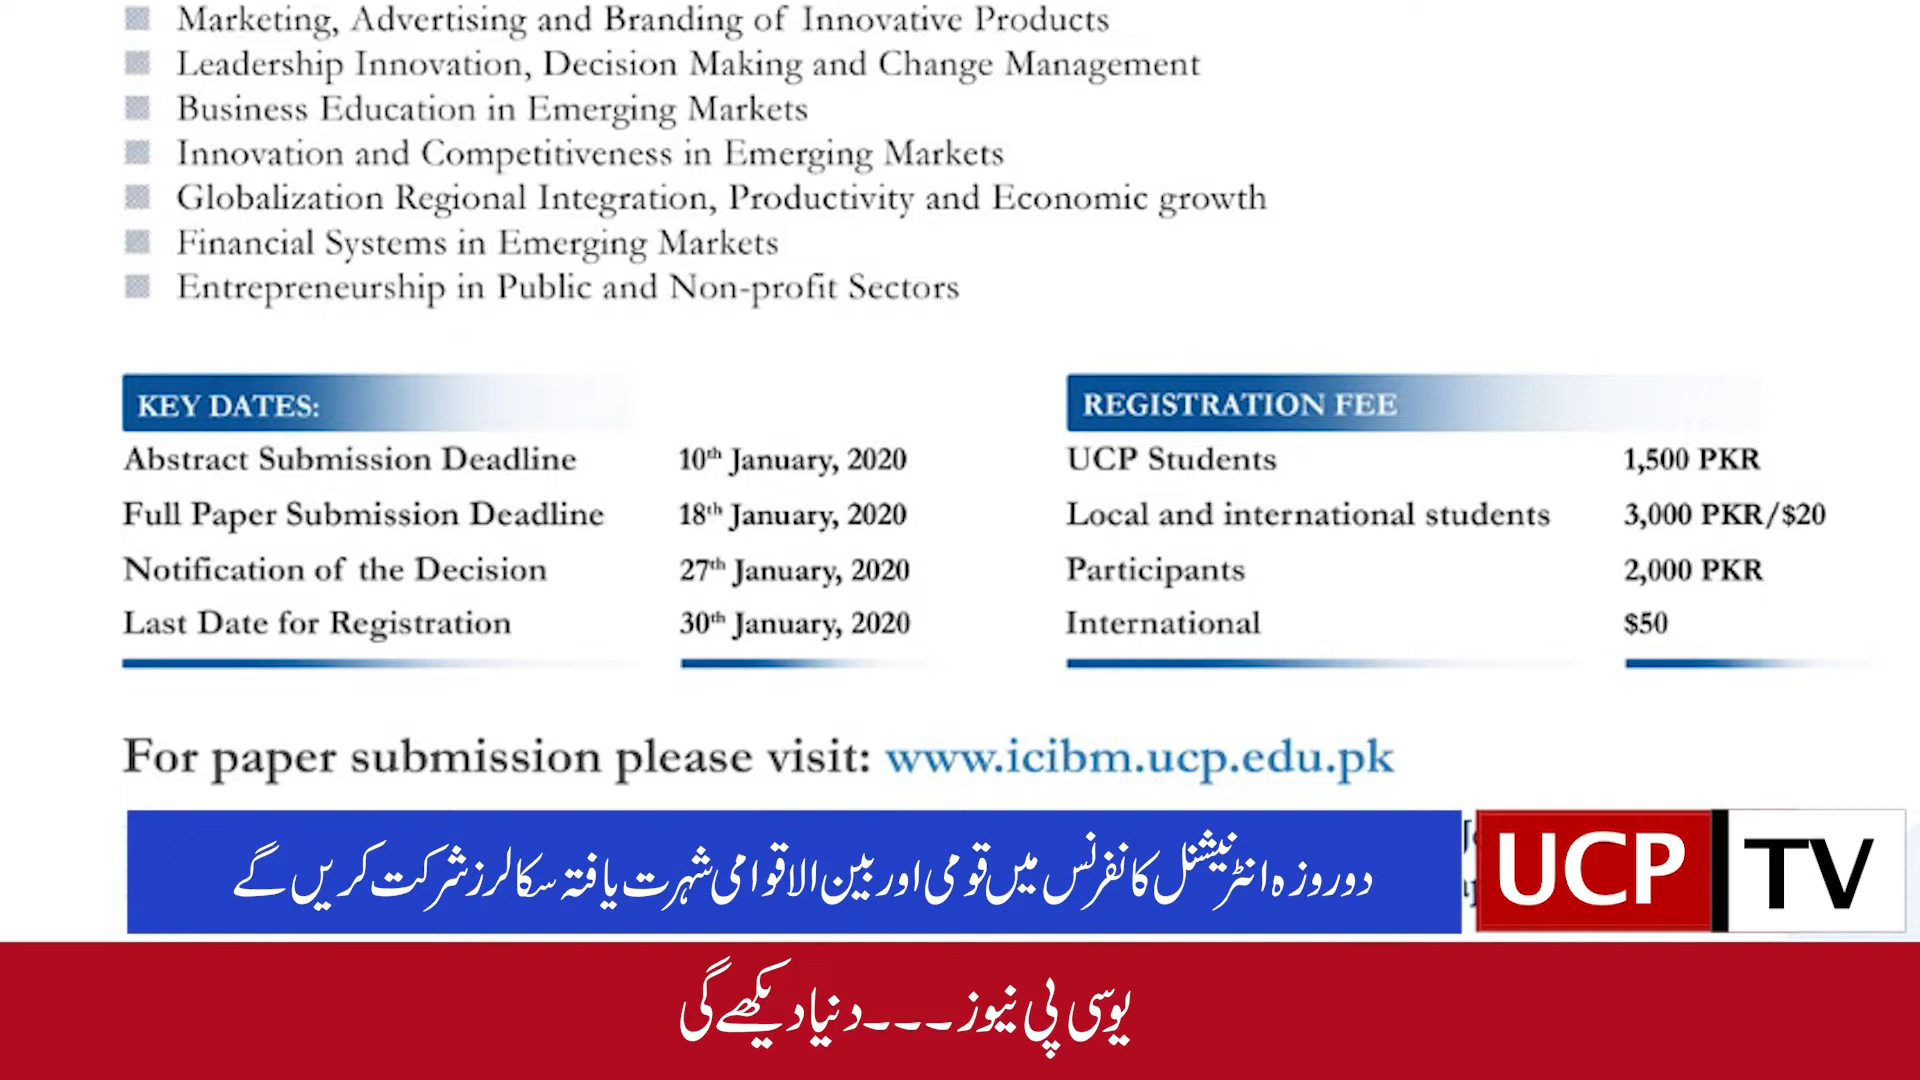 Marketing, Advertising and Branding of Innovative Products
Leadership Innovation, Decision Making and Change Management
Business Education in Emerging Markets
Innovation and Competitiveness in Emerging Markets
Globalization Regional Integration, Productivity and Economic growth
Financial Systems in Emerging Markets
Entrepreneurship in Public and Non-profit Sectors
KEY DATES:
Abstract Submission Deadline 10th January, 2020
Full Paper Submission Deadline 18th January, 2020
Notification of the Decision 27th January, 2020
Last Date for Registration 30th January, 2020
REGISTRATION FEE
UCP Students 1,500 PKR
Local and international students 3,000 PKR/$20
Participants 2,000 PKR
International $50
For paper submission please visit: www.icibm.ucp.edu.pk
دوروزہ انٹرنیشنل کانفرنس میں قومی اور بین الاقوامی شہرت یافتہ سکالرز شرکت کریں گے
UCP TV
یوسی پی نیوز ۔۔۔ دنیا دیکھے گی